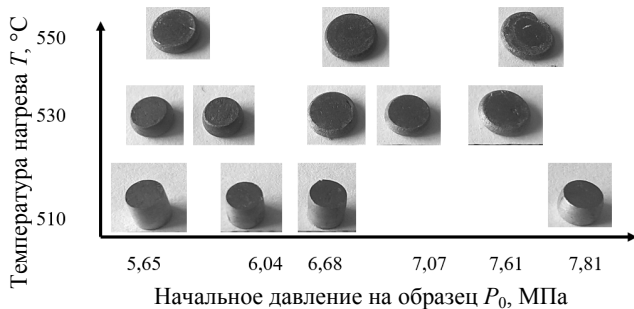 Температура нагрева T, °C
550
530
510
5,65 6,04 6,68 7,07 7,61 7,81
Начальное давление на образец P₀, МПа